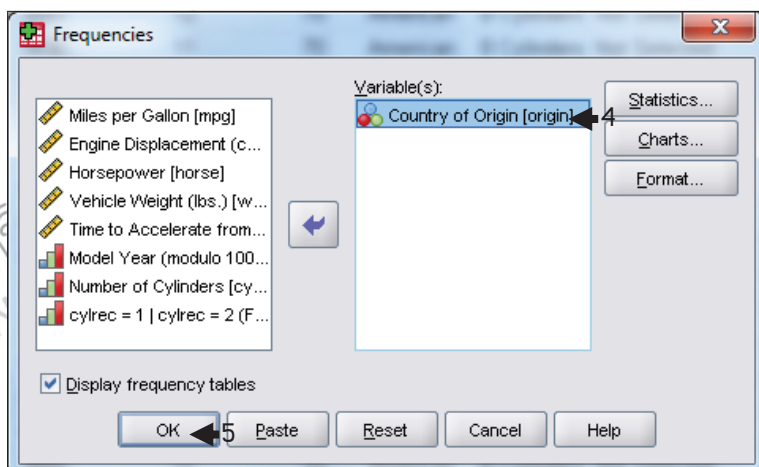 Frequencies
Miles per Gallon [mpg]
Engine Displacement (c...
Horsepower [horse]
Vehicle Weight (lbs.) [w...
Time to Accelerate from...
Model Year (modulo 100...
Number of Cylinders [cy...
cylrec = 1 | cylrec = 2 (F...
Variable(s):
Country of Origin [origin]
4
Statistics...
Charts...
Format...
Display frequency tables
OK
5
Paste
Reset
Cancel
Help